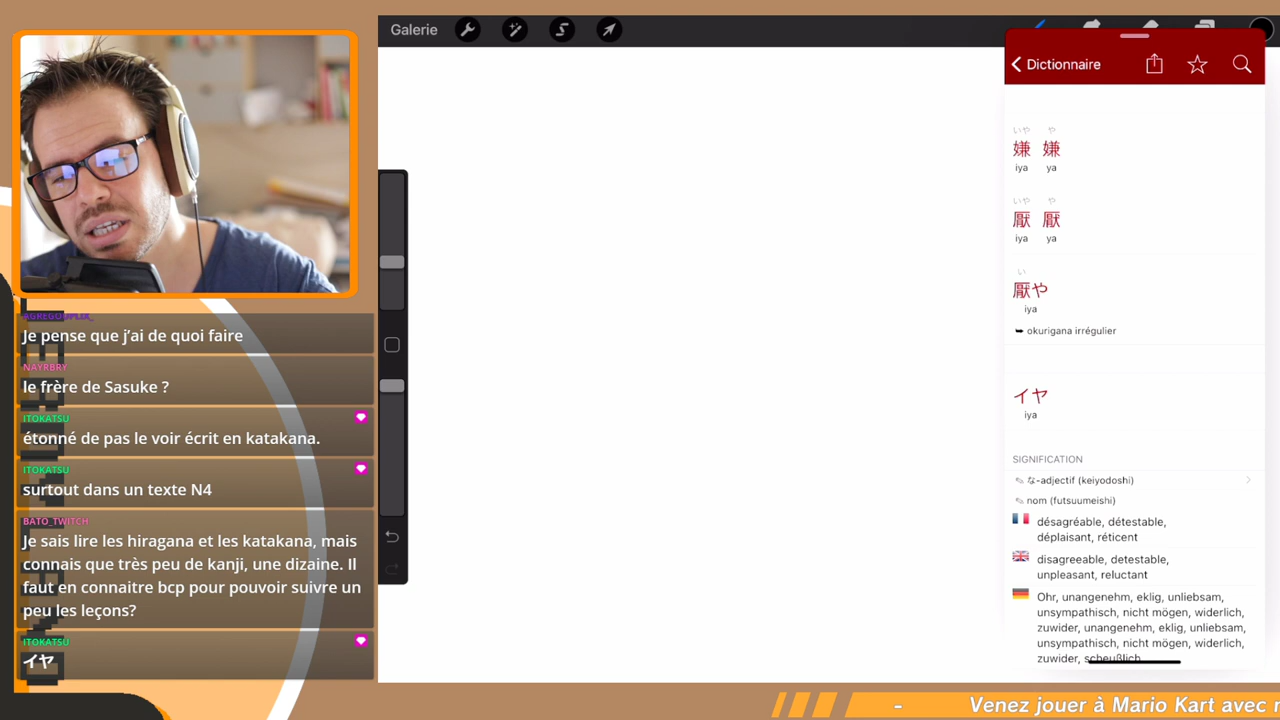 Galerie
AGREGOUPLIX_
Je pense que j'ai de quoi faire
NAYRBRY
le frère de Sasuke ?
ITOKATSU
étonné de pas le voir écrit en katakana.
ITOKATSU
surtout dans un texte N4
BATO_TWITCH
Je sais lire les hiragana et les katakana, mais
connais que très peu de kanji, une dizaine. Il
faut en connaitre bcp pour pouvoir suivre un
peu les leçons?
ITOKATSU
イヤ
Dictionnaire
いや や
嫌 嫌
iya ya
いや や
厭 厭
iya ya
い
厭や
iya
➥ okurigana irrégulier
イヤ
iya
SIGNIFICATION
な-adjectif (keiyodoshi)
nom (futsuumeishi)
désagréable, détestable,
déplaisant, réticent
disagreeable, detestable,
unpleasant, reluctant
Ohr, unangenehm, eklig, unliebsam,
unsympathisch, nicht mögen, widerlich,
zuwider, unangenehm, eklig, unliebsam,
unsympathisch, nicht mögen, widerlich,
zuwider, scheußlich
- Venez jouer à Mario Kart avec